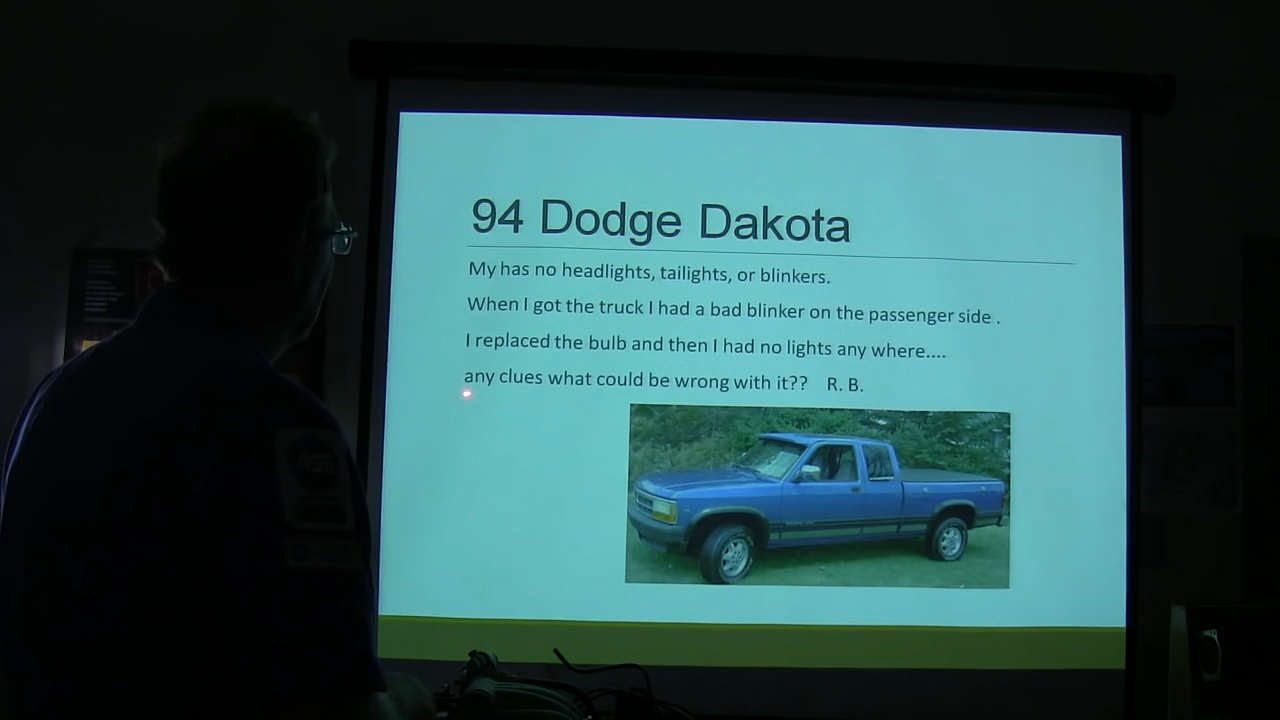 94 Dodge Dakota
My has no headlights, tailights, or blinkers.
When I got the truck I had a bad blinker on the passenger side .
I replaced the bulb and then I had no lights any where....
any clues what could be wrong with it?? R. B.